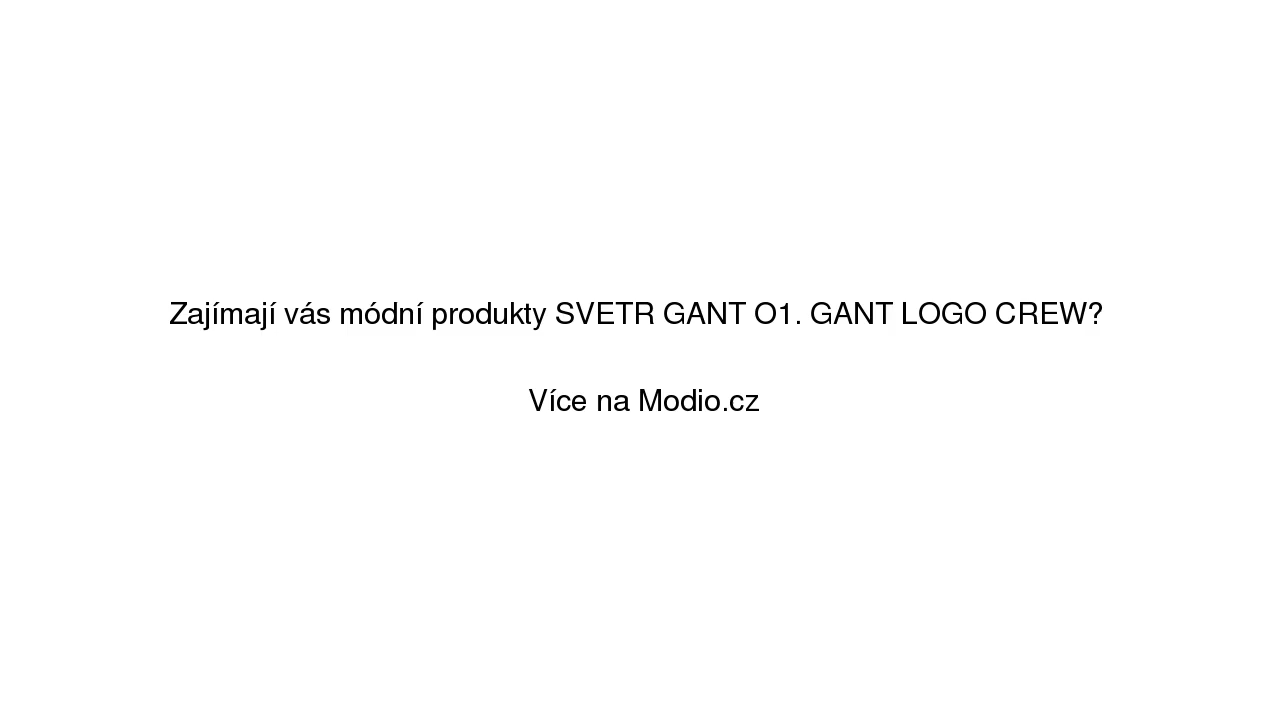 Zajímají vás módní produkty SVETR GANT O1. GANT LOGO CREW?
Více na Modio.cz